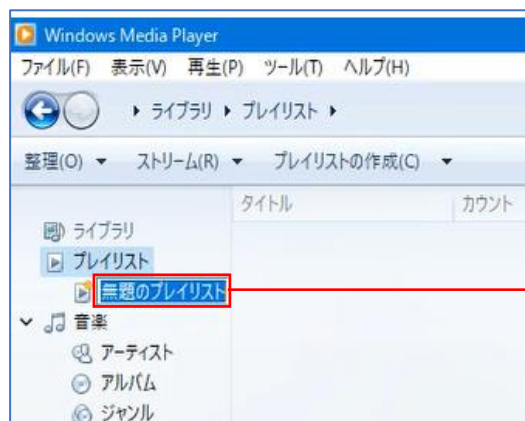 Windows Media Player
ファイル(F) 表示(V) 再生(P) ツール(T) ヘルプ(H)
ライブラリ プレイリスト
整理(O) ストリーム(R) プレイリストの作成(C)
タイトル カウント
ライブラリ
プレイリスト
無題のプレイリスト
音楽
アーティスト
アルバム
ジャンル